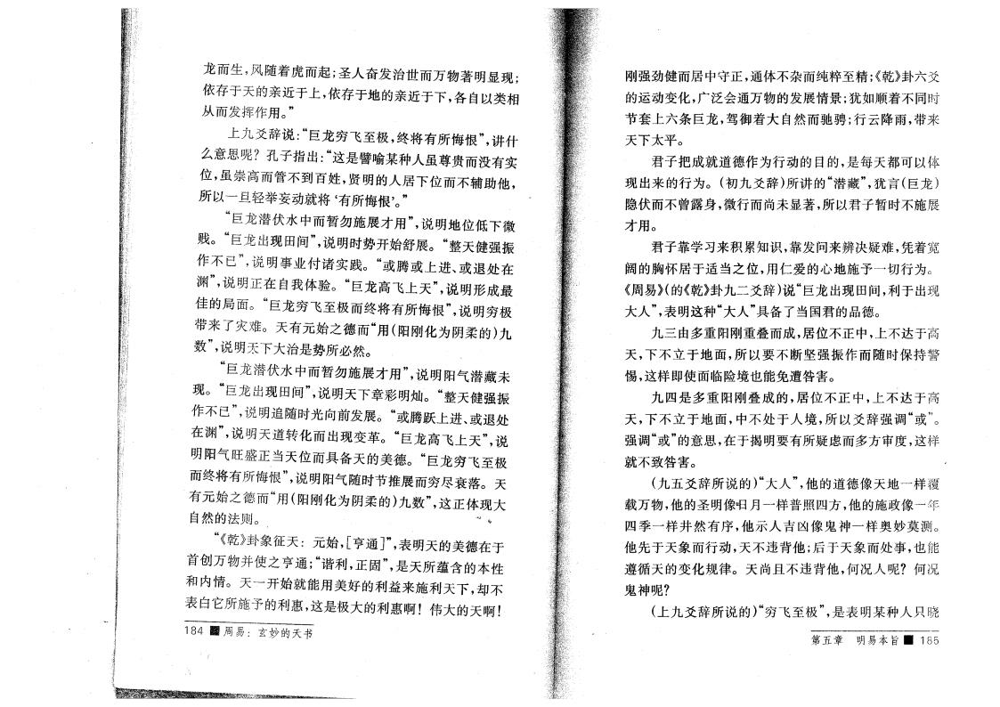 龙而生,风随着虎而起;圣人奋发治世而万物著明显现;
依存于天的亲近于上,依存于地的亲近于下,各自以类相
从而发挥作用。”
上九爻辞说:“巨龙穷飞至极,终将有所悔恨”,讲什
么意思呢? 孔子指出:“这是譬喻某种人虽尊贵而没有实
位,虽崇高而管不到百姓,贤明的人居下位而不辅助他,
所以一旦轻举妄动就将‘有所悔恨’。”
“巨龙潜伏水中而暂勿施展才用”,说明地位低下微
贱。“巨龙出现田间”,说明时势开始舒展。“整天健强振
作不已”,说明事业付诸实践。“或腾或上进、或退处在
渊”,说明正在自我体验。“巨龙高飞上天”,说明形成最
佳的局面。“巨龙穷飞至极而终将有所悔恨”,说明穷极
带来了灾难。天有元始之德而“用(阳刚化为阴柔的)九
数”,说明天下大治是势所必然。
“巨龙潜伏水中而暂勿施展才用”,说明阳气潜藏未
现。“巨龙出现田间”,说明天下章彩明灿。“整天健强振
作不已”,说明追随时光向前发展。“或腾跃上进、或退处
在渊”,说明天道转化而出现变革。“巨龙高飞上天”,说
明阳气旺盛正当天位而具备天的美德。“巨龙穷飞至极
而终将有所悔恨”,说明阳气随时节推展而穷尽衰落。天
有元始之德而“用(阳刚化为阴柔的)九数”,这正体现大
自然的法则。
“《乾》卦象征天: 元始,[亨通]”,表明天的美德在于
首创万物并使之亨通;“谐利,正固”,是天所蕴含的本性
和内情。天一开始就能用美好的利益来施利天下,却不
表白它所施予的利惠,这是极大的利惠啊! 伟大的天啊!
184 ■ 周易: 玄妙的天书
刚强劲健而居中守正,通体不杂而纯粹至精;《乾》卦六爻
的运动变化,广泛会通万物的发展情景;犹如顺着不同时
节套上六条巨龙,驾御着大自然而驰骋;行云降雨,带来
天下太平。
君子把成就道德作为行动的目的,是每天都可以体
现出来的行为。(初九爻辞)所讲的“潜藏”,犹言(巨龙)
隐伏而不曾露身,微行而尚未显著,所以君子暂时不施展
才用。
君子靠学习来积累知识,靠发问来辨决疑难,凭着宽
阔的胸怀居于适当之位,用仁爱的心地施予一切行为。
《周易》(的《乾》卦九二爻辞)说“巨龙出现田间,利于出现
大人”,表明这种“大人”具备了当国君的品德。
九三由多重阳刚重叠而成,居位不正中,上不达于高
天,下不立于地面,所以要不断坚强振作而随时保持警
惕,这样即使面临险境也能免遭咎害。
九四是多重阳刚叠成的,居位不正中,上不达于高
天,下不立于地面,中不处于人境,所以爻辞强调“或”。
强调“或”的意思,在于揭明要有所疑虑而多方审度,这样
就不致咎害。
(九五爻辞所说的)“大人”,他的道德像天地一样覆
载万物,他的圣明像日月一样普照四方,他的施政像一年
四季一样井然有序,他示人吉凶像鬼神一样奥妙莫测。
他先于天象而行动,天不违背他;后于天象而处事,也能
遵循天的变化规律。天尚且不违背他,何况人呢? 何况
鬼神呢?
(上九爻辞所说的)“穷飞至极”,是表明某种人只晓
第五章 明易本旨 ■ 185